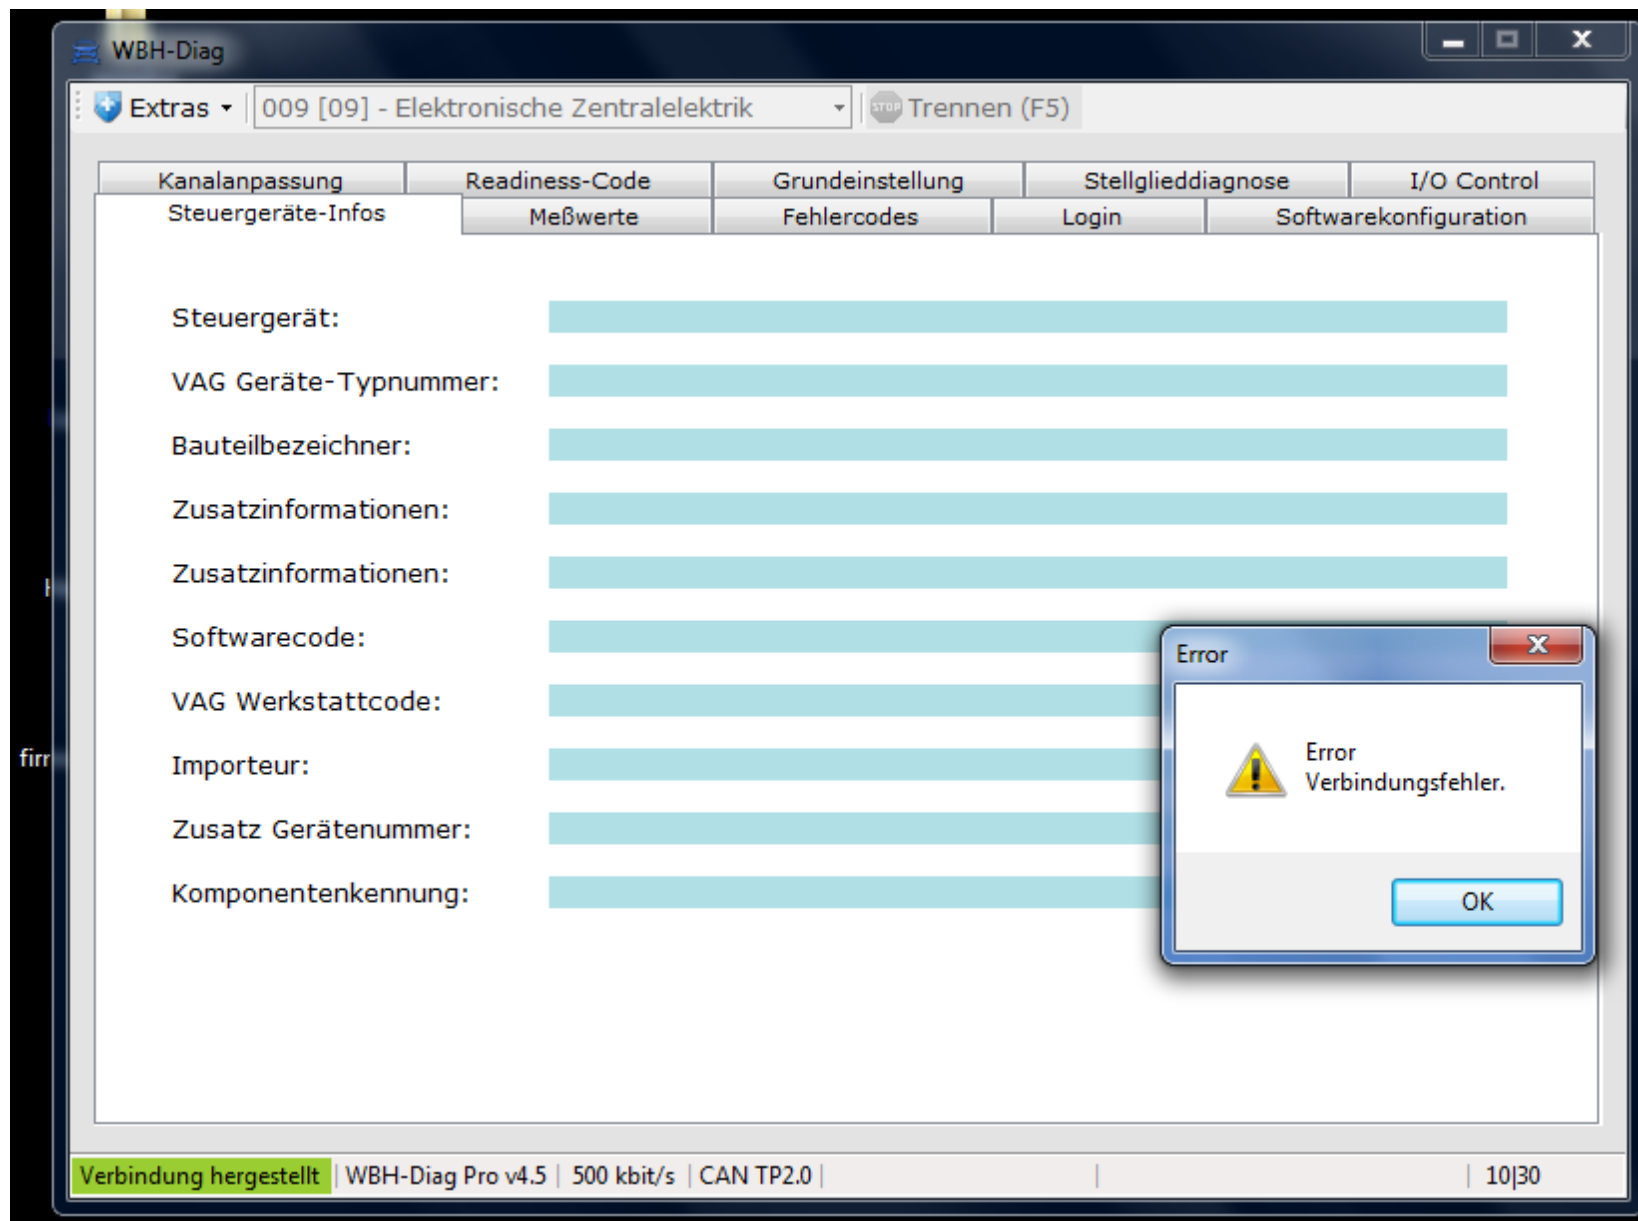 WBH-Diag
Extras
009 [09] - Elektronische Zentralelektrik
STOP
Trennen (F5)
Kanalanpassung
Readiness-Code
Grundeinstellung
Stellglieddiagnose
I/O Control
Steuergeräte-Infos
Meßwerte
Fehlercodes
Login
Softwarekonfiguration
Steuergerät:
VAG Geräte-Typnummer:
Bauteilbezeichner:
Zusatzinformationen:
Zusatzinformationen:
Softwarecode:
VAG Werkstattcode:
Importeur:
Zusatz Gerätenummer:
Komponentenkennung:
Error
Error
Verbindungsfehler.
OK
firr
Verbindung hergestellt
WBH-Diag Pro v4.5
500 kbit/s
CAN TP2.0
10|30